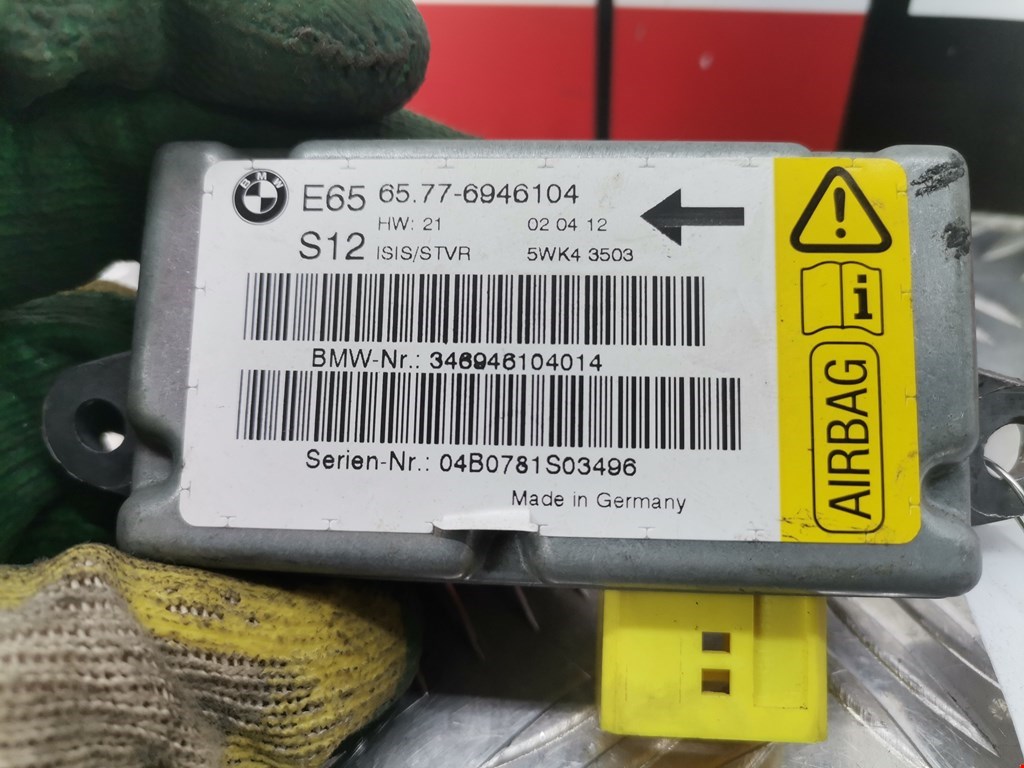 BMW
E65 65.77-6946104
HW: 21 02 04 12
S12 ISIS/STVR 5WK4 3503
BMW-Nr.: 346946104014
Serien-Nr.: 04B0781S03496
Made in Germany
!
i
AIRBAG